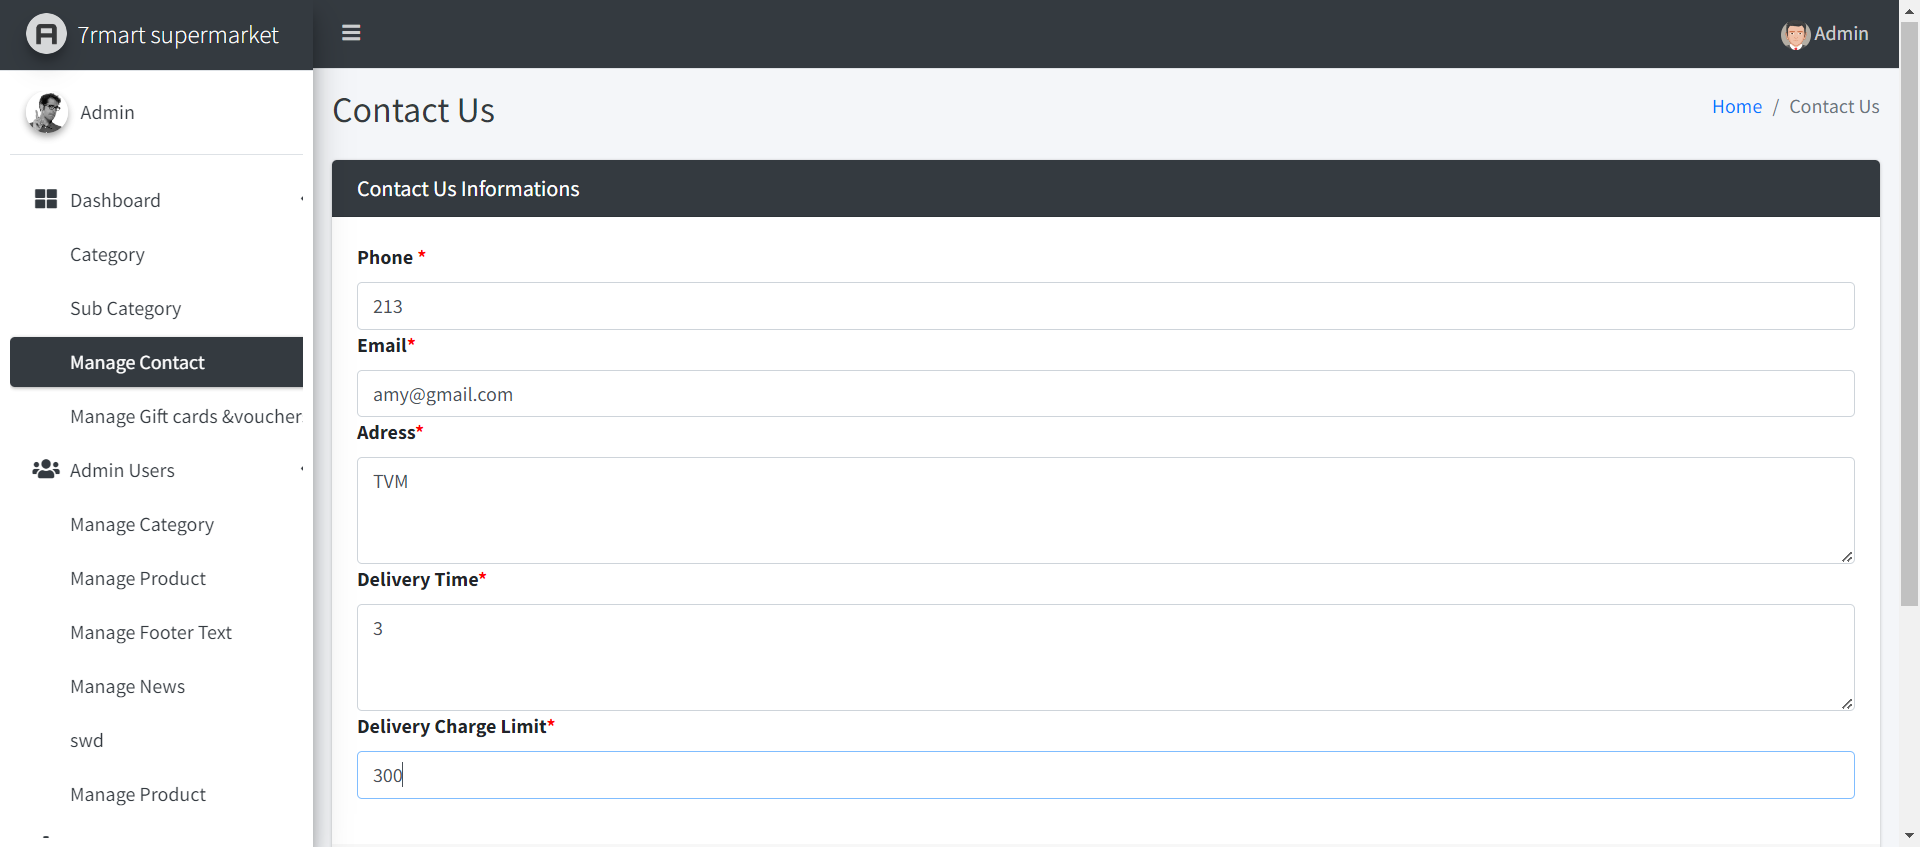 7rmart supermarket
Admin
Admin
Dashboard
Category
Sub Category
Manage Contact
Manage Gift cards &voucher
Admin Users
Manage Category
Manage Product
Manage Footer Text
Manage News
swd
Manage Product
Contact Us
Home / Contact Us
Contact Us Informations
Phone *
213
Email*
amy@gmail.com
Adress*
TVM
Delivery Time*
3
Delivery Charge Limit*
300